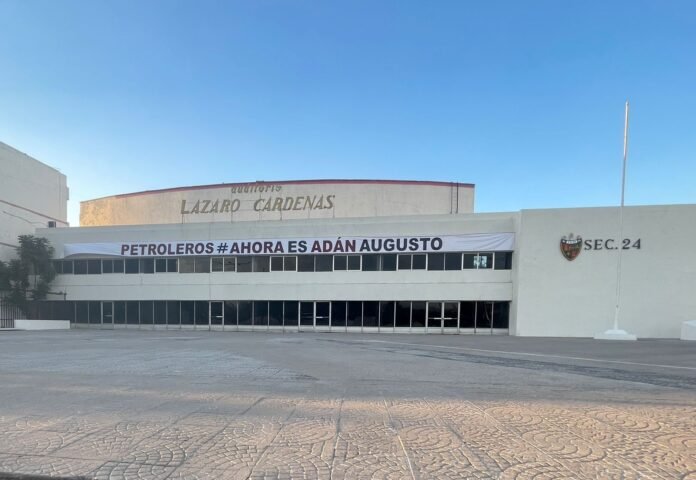 auditorio
LAZARO CARDENAS
PETROLEROS # AHORA ES ADÁN AUGUSTO
SEC. 24